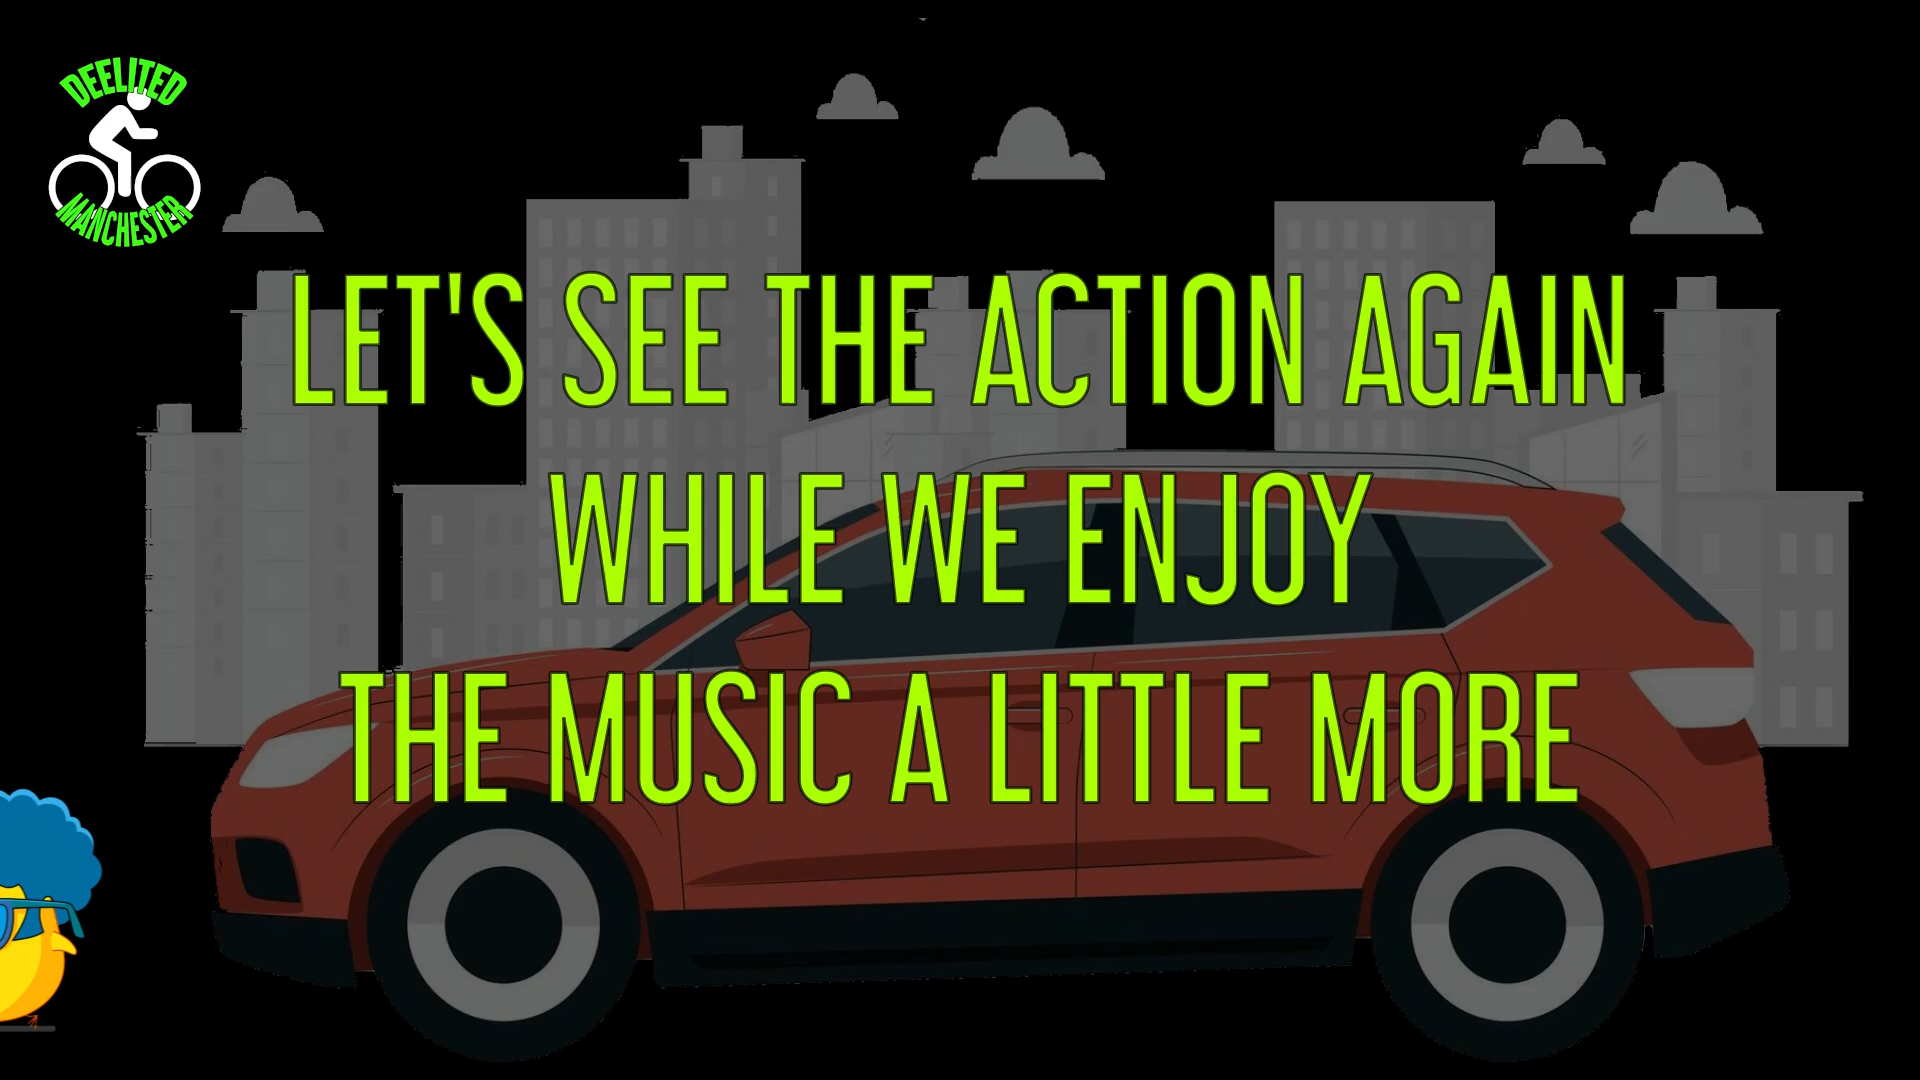 DEELITED
MANCHESTER
LET'S SEE THE ACTION AGAIN
WHILE WE ENJOY
THE MUSIC A LITTLE MORE